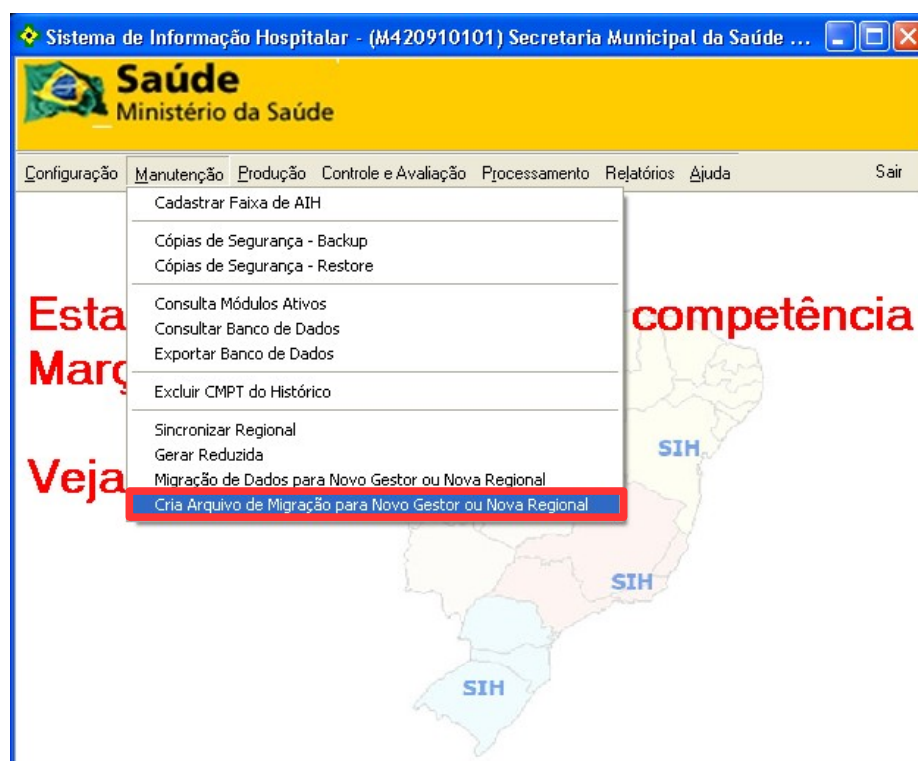 Sistema de Informação Hospitalar - (M420910101) Secretaria Municipal da Saúde ...
Saúde
Ministério da Saúde
Configuração Manutenção Produção Controle e Avaliação Processamento Relatórios Ajuda Sair
Cadastrar Faixa de AIH
Cópias de Segurança - Backup
Cópias de Segurança - Restore
Consulta Módulos Ativos
Esta competência
Consultar Banco de Dados
Exportar Banco de Dados
Març
Excluir CMPT do Histórico
Sincronizar Regional
SIH
Gerar Reduzida
Veja
Migração de Dados para Novo Gestor ou Nova Regional
Cria Arquivo de Migração para Novo Gestor ou Nova Regional
SIH
SIH